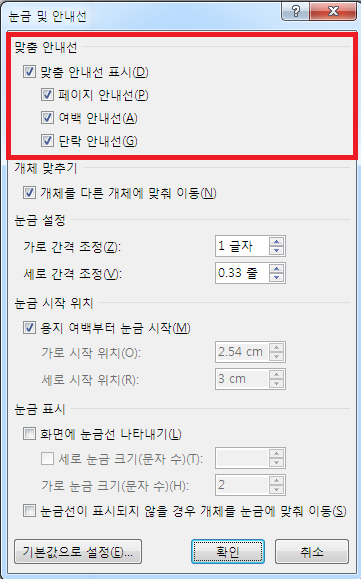 눈금 및 안내선
맞춤 안내선
맞춤 안내선 표시(D)
페이지 안내선(P)
여백 안내선(A)
단락 안내선(G)
개체 맞추기
개체를 다른 개체에 맞춰 이동(N)
눈금 설정
가로 간격 조정(Z): 1 글자
세로 간격 조정(V): 0.33 줄
눈금 시작 위치
용지 여백부터 눈금 시작(M)
가로 시작 위치(O): 2.54 cm
세로 시작 위치(R): 3 cm
눈금 표시
화면에 눈금선 나타내기(L)
세로 눈금 크기(문자 수)(T):
가로 눈금 크기(문자 수)(H): 2
눈금선이 표시되지 않을 경우 개체를 눈금에 맞춰 이동(S)
기본값으로 설정(E)... 확인 취소